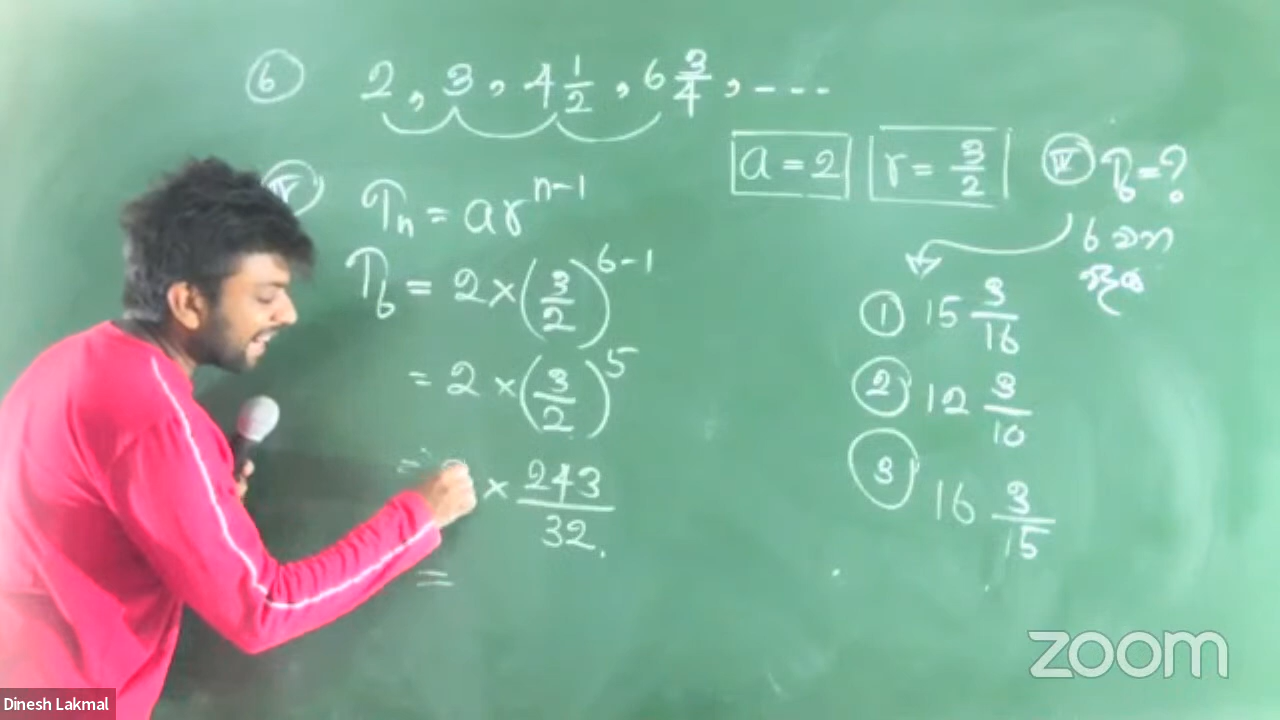 6 2 , 3 , 4 1/2 , 6 3/4 , ----
a = 2 r = 3/2 IV T6 = ?
6 වන
Tn = ar^(n-1)
T6 = 2 × (3/2)^(6-1)
= 2 × (3/2)^5
= 2 × 243/32
=
1 15 3/16
2 12 3/10
3 16 3/15
zoom
Dinesh Lakmal